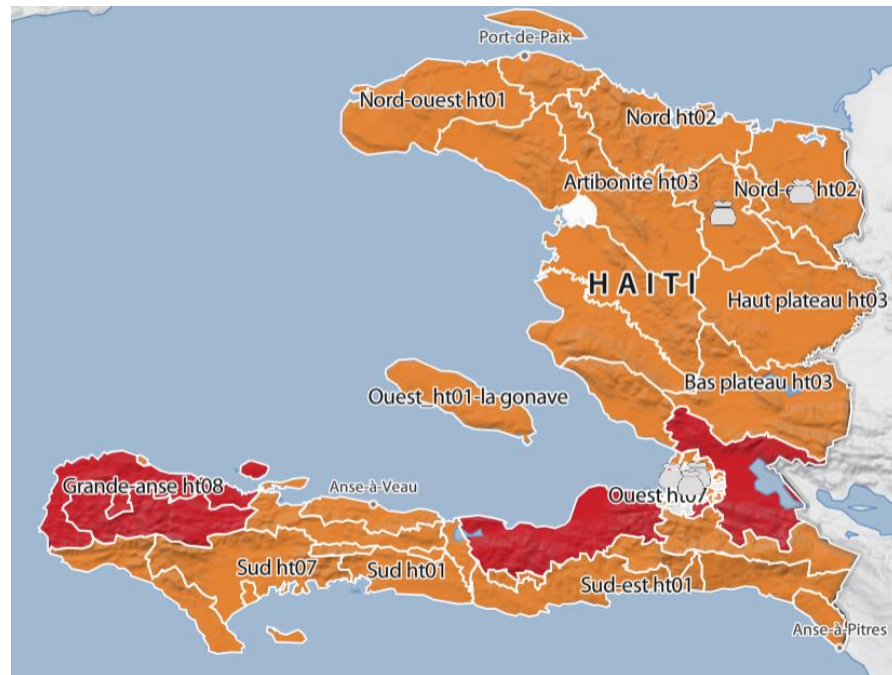 Port-de-Paix
Nord-ouest ht01
Nord ht02
Artibonite ht03
Nord-e ht02
HAITI
Haut plateau ht03
Bas plateau ht03
Ouest_ht01-la gonave
Grande-anse ht08
Anse-à-Veau
Ouest ht07
Sud ht07
Sud ht01
Sud-est ht01
Anse-à-Pitres